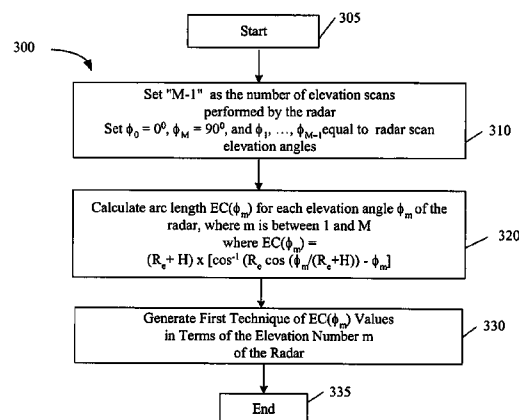 305
Start
300
Set "M-1" as the number of elevation scans
performed by the radar
Set ϕ₀ = 0⁰, ϕ_M = 90⁰, and ϕ₁, ..., ϕ_M-1 equal to radar scan
elevation angles
310
Calculate arc length EC(ϕₘ) for each elevation angle ϕₘ of the
radar, where m is between 1 and M
where EC(ϕₘ) =
(Rₑ+ H) x [cos⁻¹ (Rₑ cos (ϕₘ/(Rₑ+H)) - ϕₘ]
320
Generate First Technique of EC(ϕₘ) Values
in Terms of the Elevation Number m
of the Radar
330
End
335